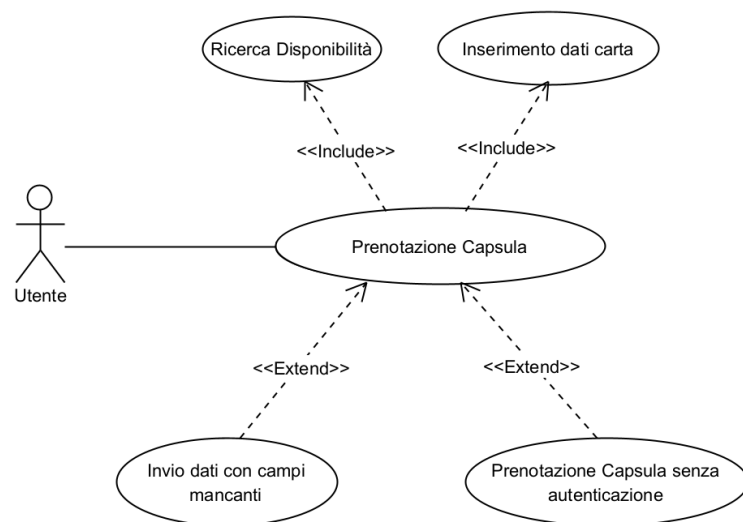 Ricerca Disponibilità
Inserimento dati carta
<<Include>>
<<Include>>
Prenotazione Capsula
Utente
<<Extend>>
<<Extend>>
Invio dati con campi
mancanti
Prenotazione Capsula senza
autenticazione